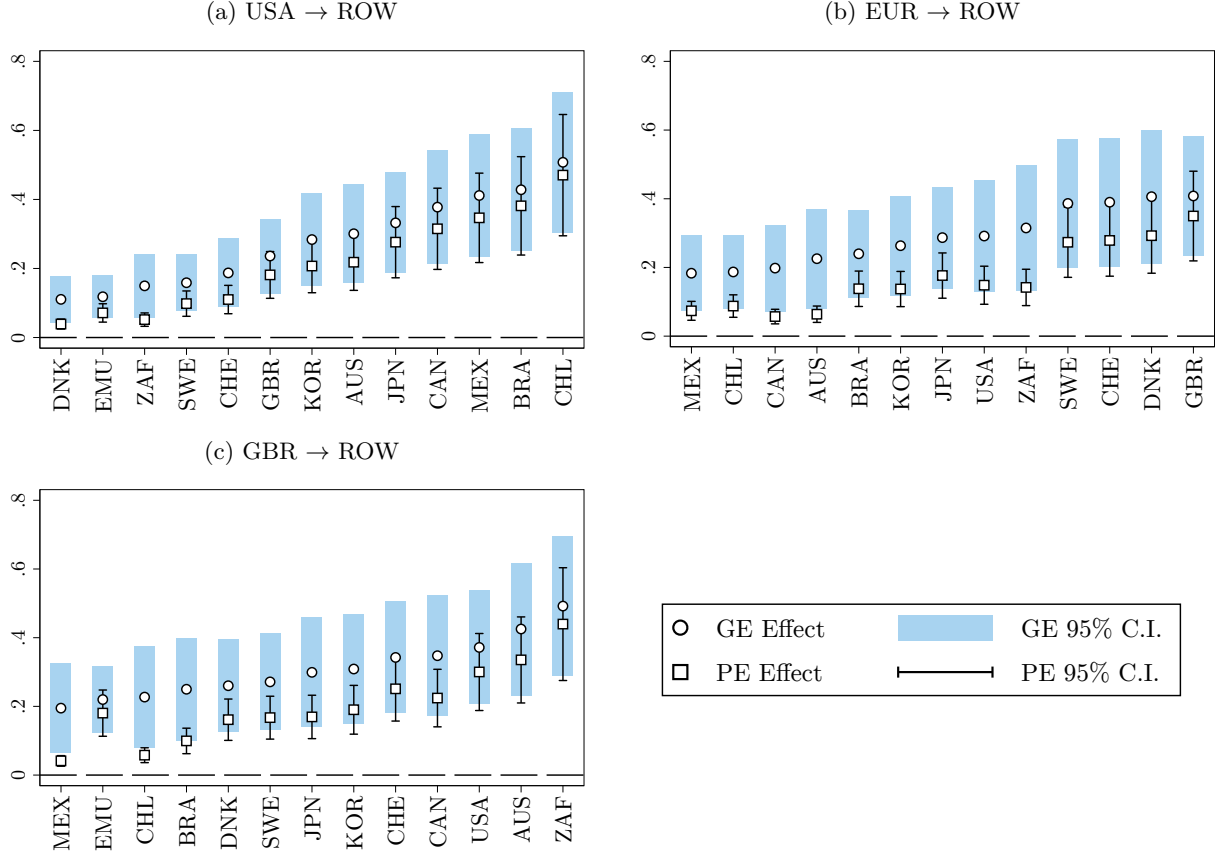 (a) USA → ROW
.8
.6
.4
.2
0
DNK
EMU
ZAF
SWE
CHE
GBR
KOR
AUS
JPN
CAN
MEX
BRA
CHL
(b) EUR → ROW
.8
.6
.4
.2
0
MEX
CHL
CAN
AUS
BRA
KOR
JPN
USA
ZAF
SWE
CHE
DNK
GBR
(c) GBR → ROW
.8
.6
.4
.2
0
MEX
EMU
CHL
BRA
DNK
SWE
JPN
KOR
CHE
CAN
USA
AUS
ZAF
GE Effect
GE 95% C.I.
PE Effect
PE 95% C.I.